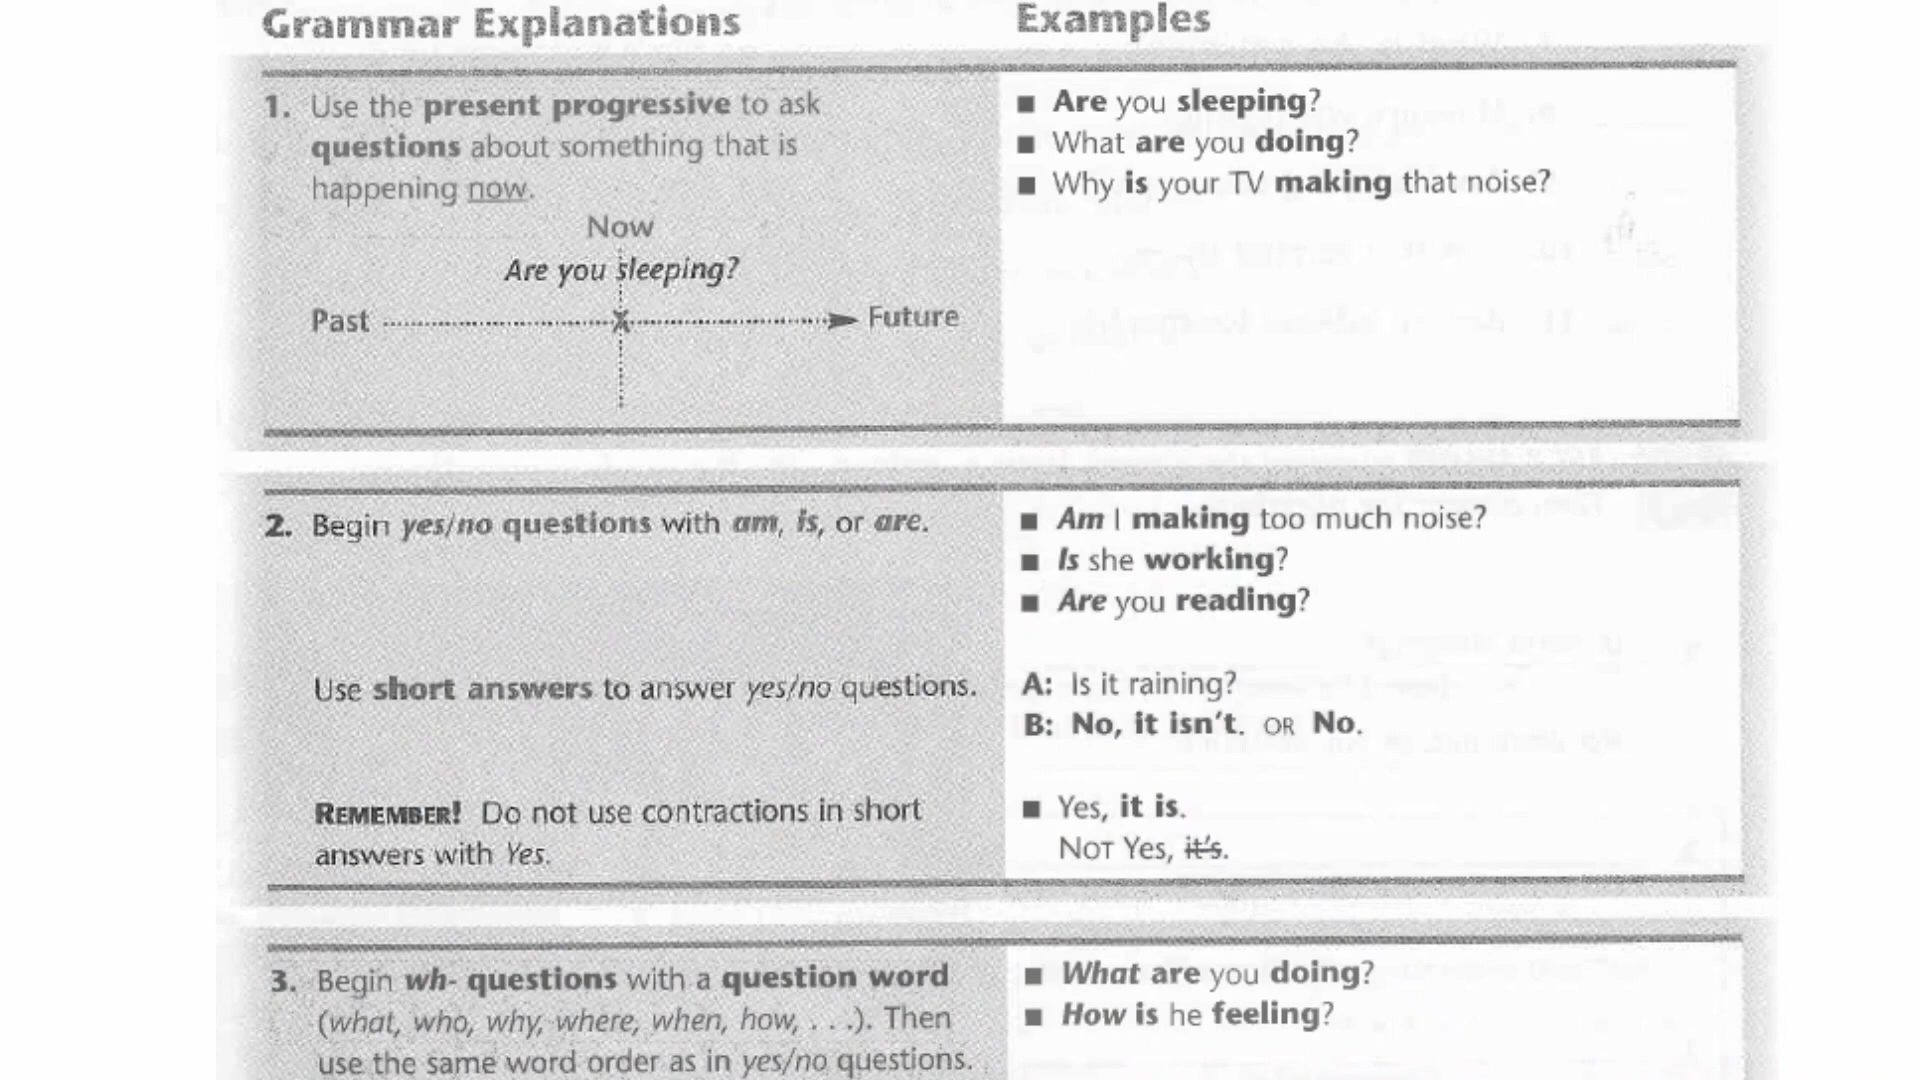 Grammar Explanations
Examples
1. Use the present progressive to ask
questions about something that is
happening now.
Now
Are you sleeping?
Past
Future
■ Are you sleeping?
■ What are you doing?
■ Why is your TV making that noise?
2. Begin yes/no questions with am, is, or are.
■ Am I making too much noise?
■ Is she working?
■ Are you reading?
Use short answers to answer yes/no questions.
A: Is it raining?
B: No, it isn't. OR No.
REMEMBER! Do not use contractions in short
answers with Yes.
■ Yes, it is.
NOT Yes, it's.
3. Begin wh- questions with a question word
(what, who, why, where, when, how, . . .). Then
use the same word order as in yes/no questions.
■ What are you doing?
■ How is he feeling?